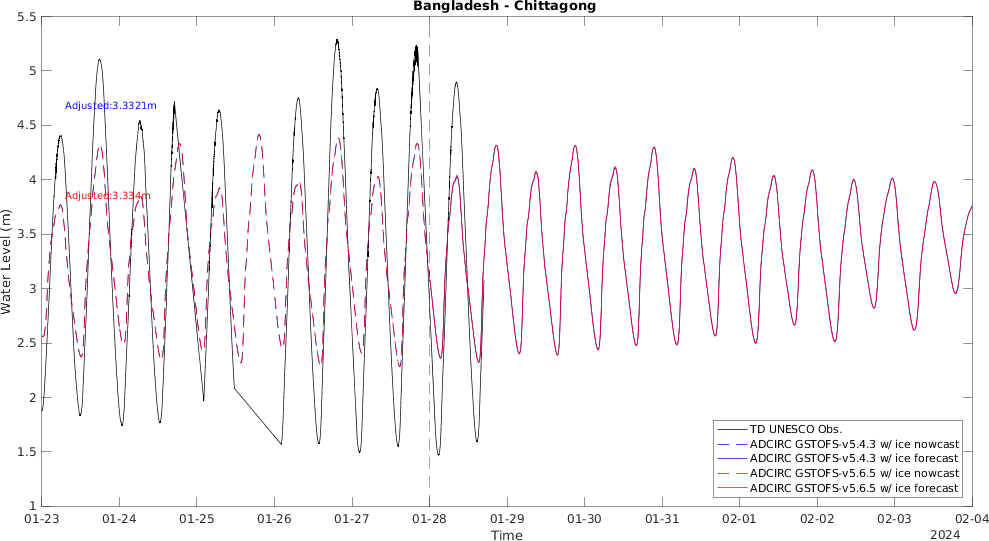 Bangladesh - Chittagong
5.5
5
4.5
4
3.5
3
2.5
2
1.5
1
Water Level (m)
Adjusted:3.3321m
Adjusted:3.334m
TD UNESCO Obs.
ADCIRC GSTOFS-v5.4.3 w/ ice nowcast
ADCIRC GSTOFS-v5.4.3 w/ ice forecast
ADCIRC GSTOFS-v5.6.5 w/ ice nowcast
ADCIRC GSTOFS-v5.6.5 w/ ice forecast
01-23 01-24 01-25 01-26 01-27 01-28 01-29 01-30 01-31 02-01 02-02 02-03 02-04
Time
2024